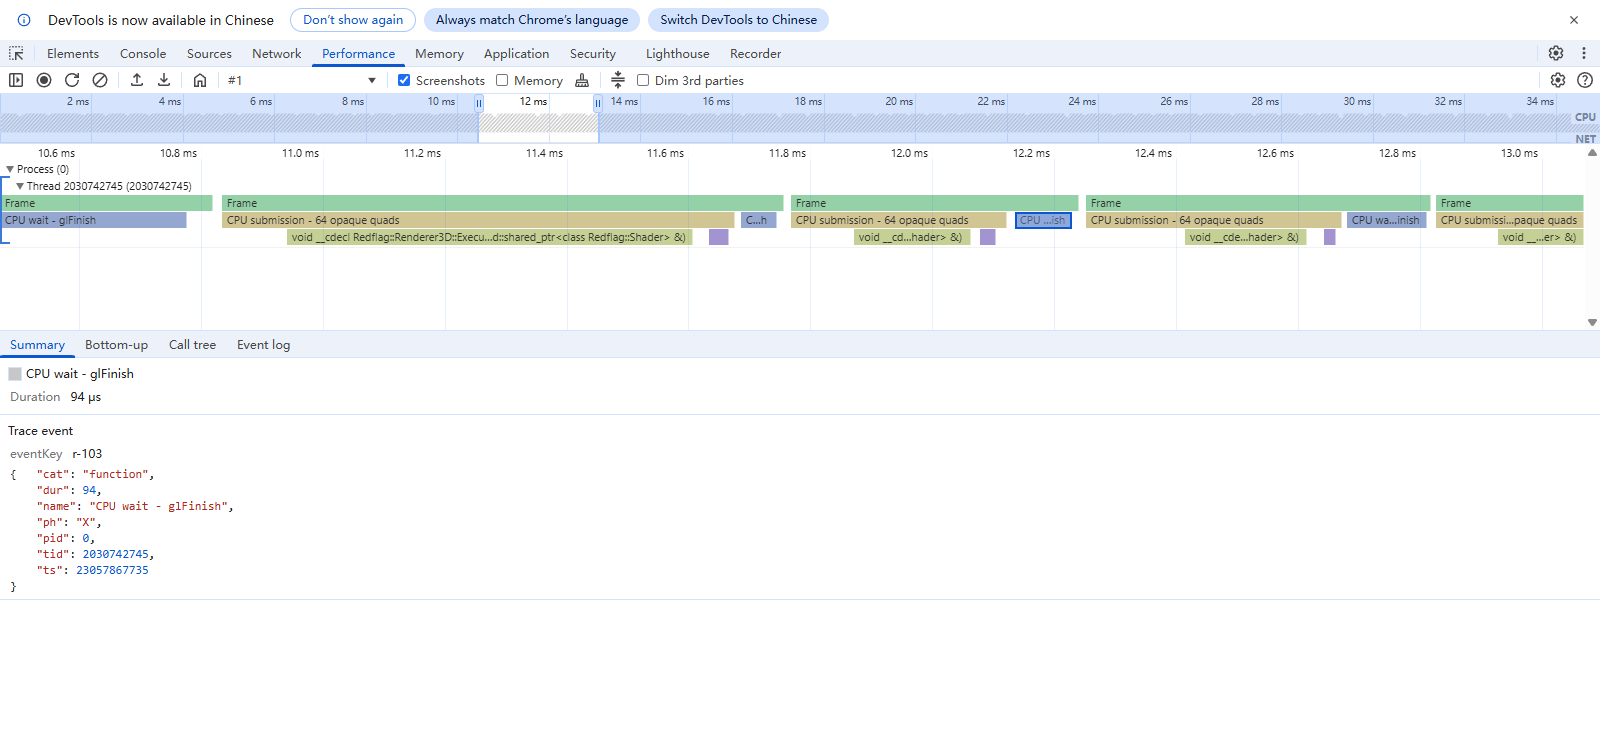 DevTools is now available in Chinese Don't show again Always match Chrome's language Switch DevTools to Chinese
Elements Console Sources Network Performance Memory Application Security Lighthouse Recorder
#1 Screenshots Memory Dim 3rd parties
2 ms 4 ms 6 ms 8 ms 10 ms 12 ms 14 ms 16 ms 18 ms 20 ms 22 ms 24 ms 26 ms 28 ms 30 ms 32 ms 34 ms
CPU
NET
10.6 ms 10.8 ms 11.0 ms 11.2 ms 11.4 ms 11.6 ms 11.8 ms 12.0 ms 12.2 ms 12.4 ms 12.6 ms 12.8 ms 13.0 ms
Process (0)
Thread 2030742745 (2030742745)
Frame Frame Frame Frame Frame
CPU wait - glFinish CPU submission - 64 opaque quads C...h CPU submission - 64 opaque quads CPU ...ish CPU submission - 64 opaque quads CPU wa...inish CPU submissi...paque quads
void __cdecl Redflag::Renderer3D::Execu...d::shared_ptr<class Redflag::Shader> &) void __cd...hader> &) void __cde...hader> &) void __...er> &)
Summary Bottom-up Call tree Event log
CPU wait - glFinish
Duration 94 μs
Trace event
eventKey r-103
{ "cat": "function",
"dur": 94,
"name": "CPU wait - glFinish",
"ph": "X",
"pid": 0,
"tid": 2030742745,
"ts": 23057867735
}